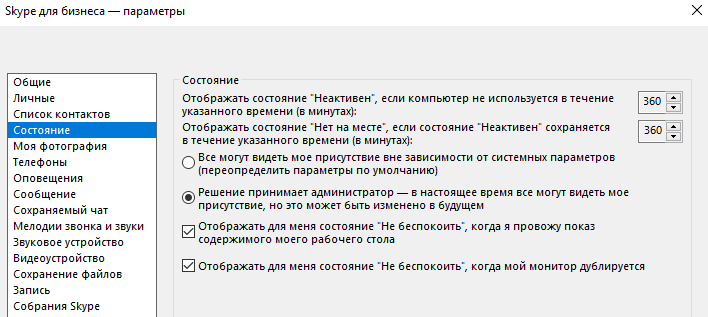 Skype для бизнеса — параметры
Общие
Личные
Список контактов
Состояние
Моя фотография
Телефоны
Оповещения
Сообщение
Сохраняемый чат
Мелодии звонка и звуки
Звуковое устройство
Видеоустройство
Сохранение файлов
Запись
Собрания Skype
Состояние
Отображать состояние "Неактивен", если компьютер не используется в течение
указанного времени (в минутах):
360
Отображать состояние "Нет на месте", если состояние "Неактивен" сохраняется
в течение указанного времени (в минутах):
360
Все могут видеть мое присутствие вне зависимости от системных параметров
(переопределить параметры по умолчанию)
Решение принимает администратор — в настоящее время все могут видеть мое
присутствие, но это может быть изменено в будущем
Отображать для меня состояние "Не беспокоить", когда я провожу показ
содержимого моего рабочего стола
Отображать для меня состояние "Не беспокоить", когда мой монитор дублируется